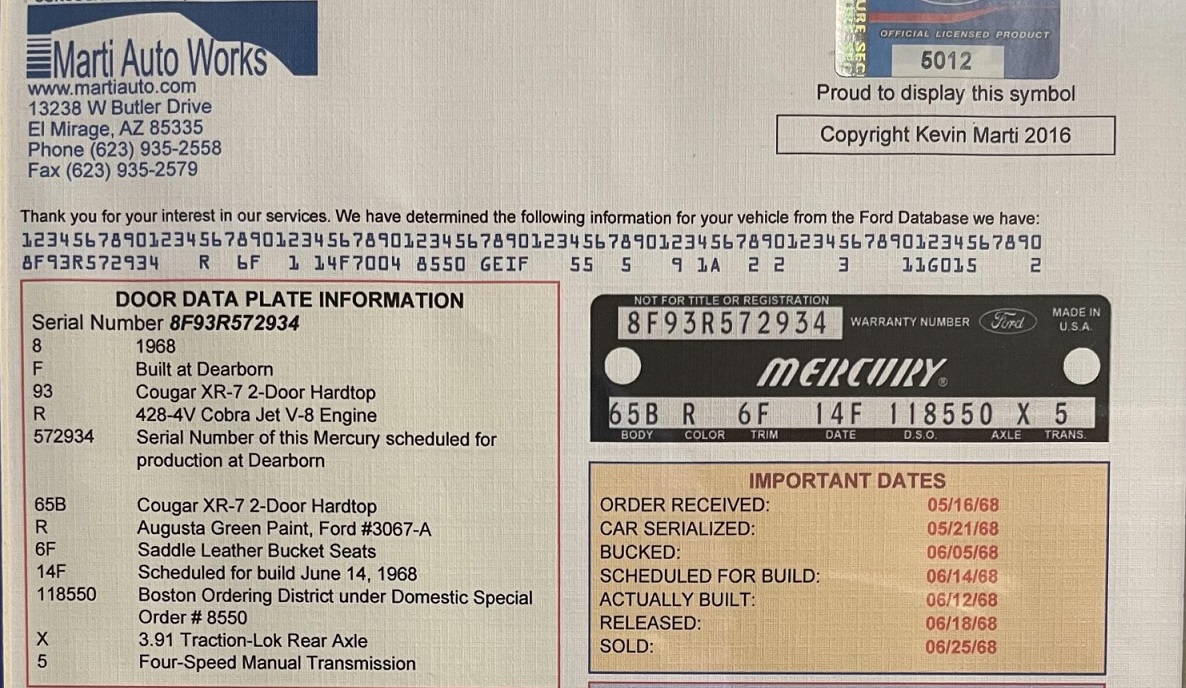 Marti Auto Works
www.martiauto.com
13238 W Butler Drive
El Mirage, AZ 85335
Phone (623) 935-2558
Fax (623) 935-2579
OFFICIAL LICENSED PRODUCT
5012
Proud to display this symbol
Copyright Kevin Marti 2016
Thank you for your interest in our services. We have determined the following information for your vehicle from the Ford Database we have:
12345678901234567890123456789012345678901234567890123456789012345678901234567890
8F93R572934 R 6F 1 14F7004 8550 GEIF 55 5 9 1A 2 2 3 11G015 2
DOOR DATA PLATE INFORMATION
Serial Number 8F93R572934
8 1968
F Built at Dearborn
93 Cougar XR-7 2-Door Hardtop
R 428-4V Cobra Jet V-8 Engine
572934 Serial Number of this Mercury scheduled for
production at Dearborn
65B Cougar XR-7 2-Door Hardtop
R Augusta Green Paint, Ford #3067-A
6F Saddle Leather Bucket Seats
14F Scheduled for build June 14, 1968
118550 Boston Ordering District under Domestic Special
Order # 8550
X 3.91 Traction-Lok Rear Axle
5 Four-Speed Manual Transmission
NOT FOR TITLE OR REGISTRATION
8F93R572934 WARRANTY NUMBER Ford MADE IN
U.S.A.
MERCURY®
65B R 6F 14F 118550 X 5
BODY COLOR TRIM DATE D.S.O. AXLE TRANS.
IMPORTANT DATES
ORDER RECEIVED: 05/16/68
CAR SERIALIZED: 05/21/68
BUCKED: 06/05/68
SCHEDULED FOR BUILD: 06/14/68
ACTUALLY BUILT: 06/12/68
RELEASED: 06/18/68
SOLD: 06/25/68